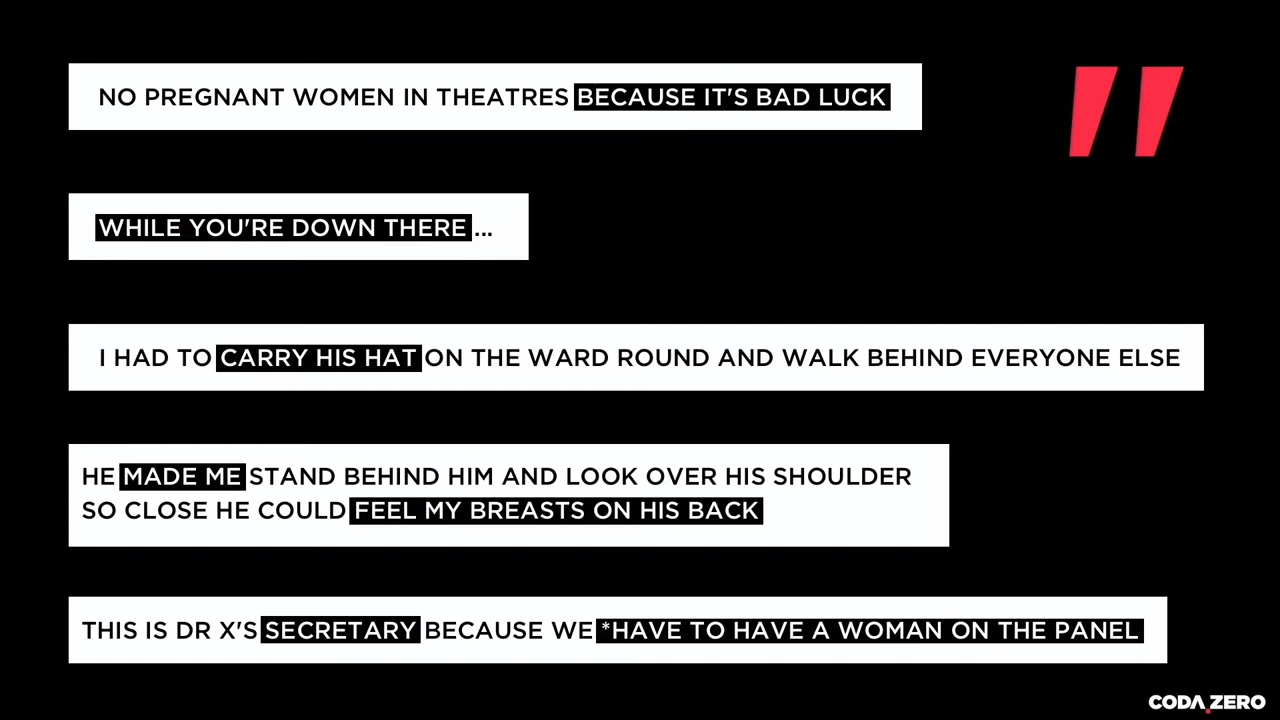 NO PREGNANT WOMEN IN THEATRES BECAUSE IT'S BAD LUCK
"
WHILE YOU'RE DOWN THERE ...
I HAD TO CARRY HIS HAT ON THE WARD ROUND AND WALK BEHIND EVERYONE ELSE
HE MADE ME STAND BEHIND HIM AND LOOK OVER HIS SHOULDER
SO CLOSE HE COULD FEEL MY BREASTS ON HIS BACK
THIS IS DR X'S SECRETARY BECAUSE WE *HAVE TO HAVE A WOMAN ON THE PANEL
CODA.ZERO